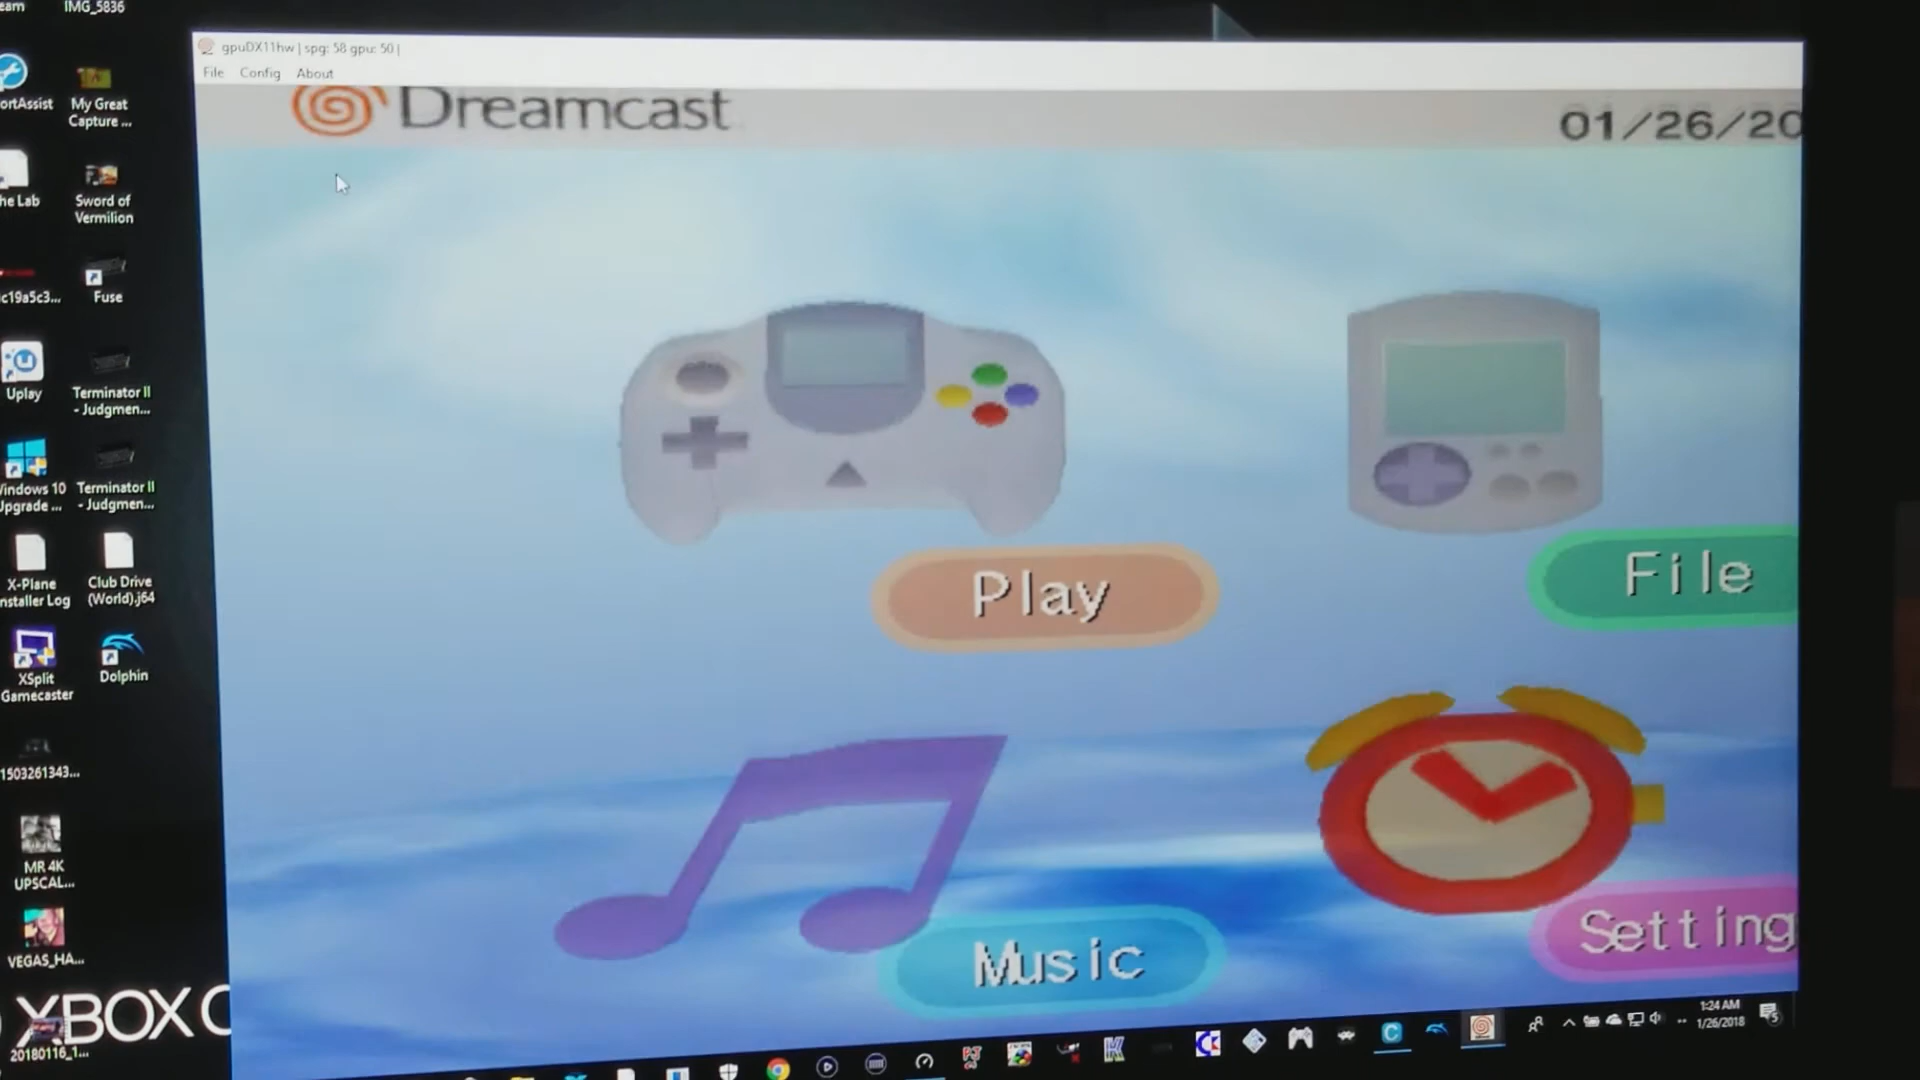 eam
IMG_5836
ortAssist
My Great
Capture ...
he Lab
Sword of
Vermilion
c19a5c3...
Fuse
Uplay
Terminator II
- Judgmen...
Windows 10
Upgrade ...
Terminator II
- Judgmen...
X-Plane
nstaller Log
Club Drive
(World).j64
XSplit
Gamecaster
Dolphin
1503261343...
MR 4K
UPSCAL...
VEGAS_HA...
XBOX
20180116_1...
gpuDX11hw | spg: 58 gpu: 50 |
File Config About
Dreamcast
01/26/20
Play
File
Music
Setting
1:24 AM
1/26/2018